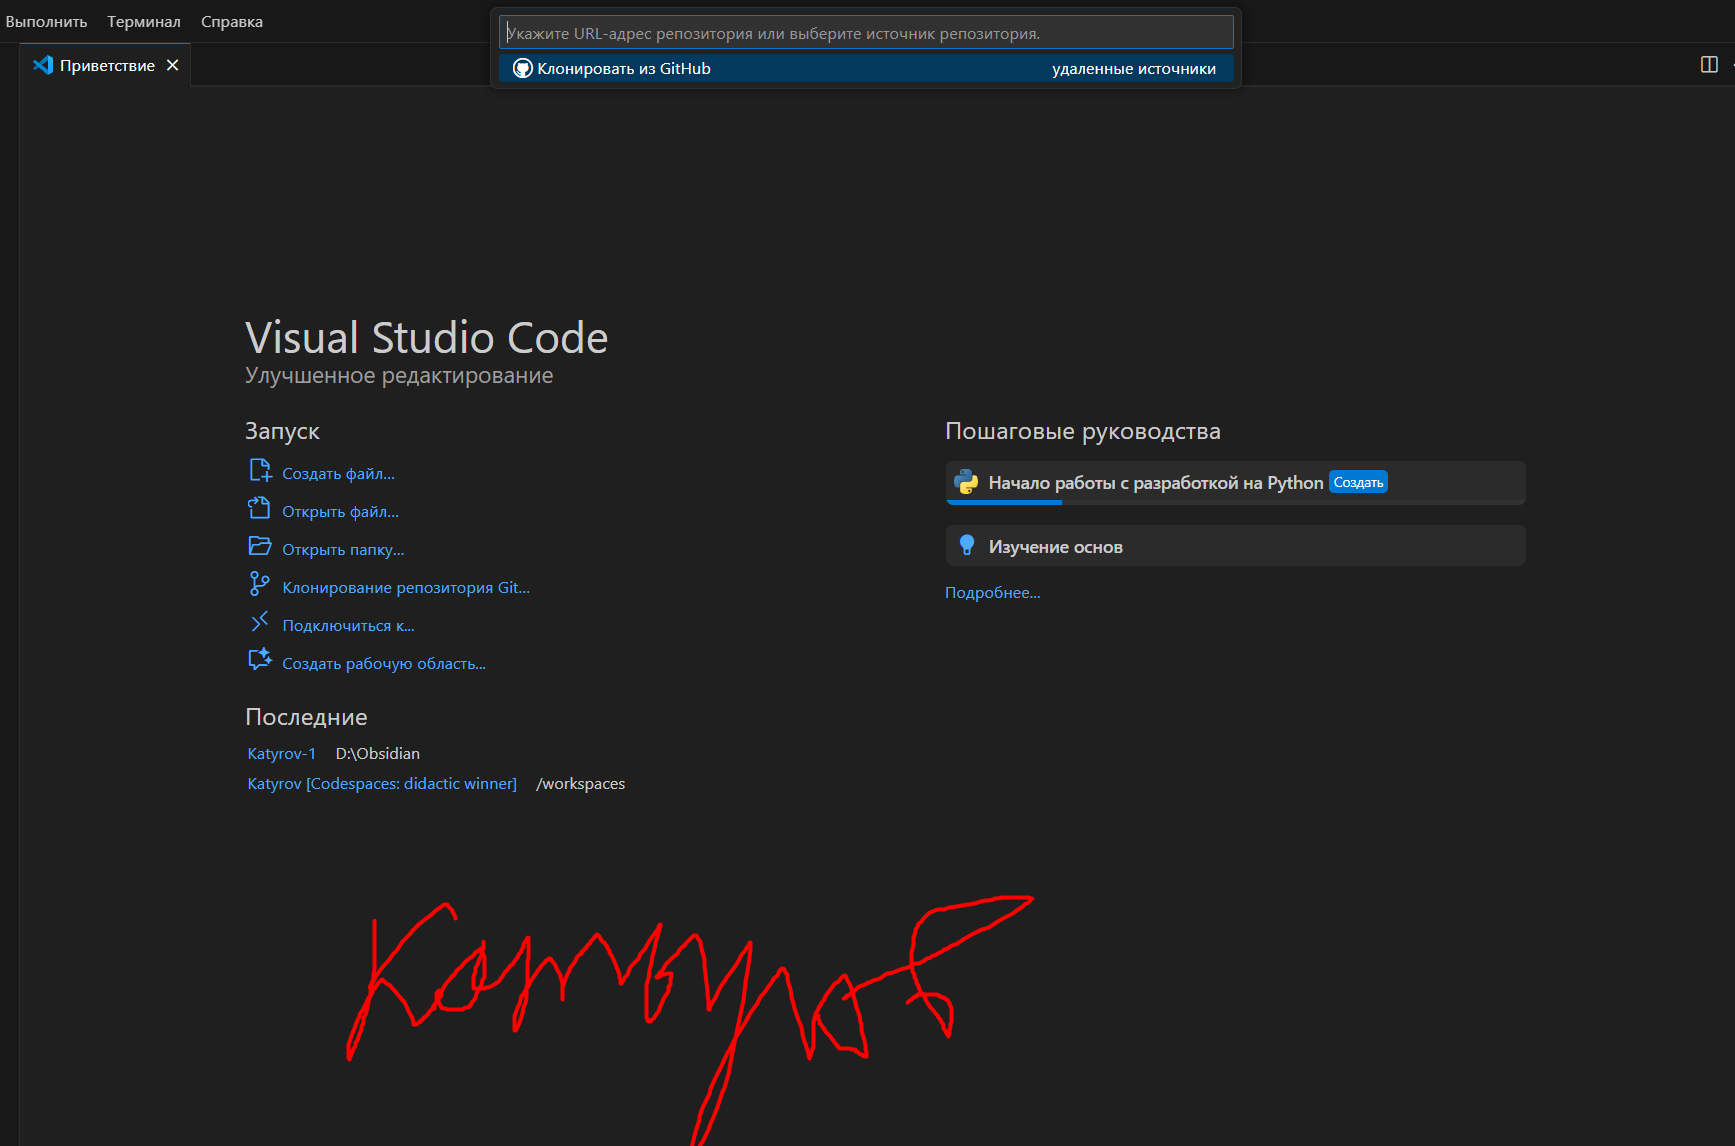 Выполнить Терминал Справка
Укажите URL-адрес репозитория или выберите источник репозитория.
Клонировать из GitHub удаленные источники
Приветствие
Visual Studio Code
Улучшенное редактирование
Запуск
Создать файл...
Открыть файл...
Открыть папку...
Клонирование репозитория Git...
Подключиться к...
Создать рабочую область...
Пошаговые руководства
Начало работы с разработкой на Python Создать
Изучение основ
Подробнее...
Последние
Katyrov-1 D:\Obsidian
Katyrov [Codespaces: didactic winner] /workspaces